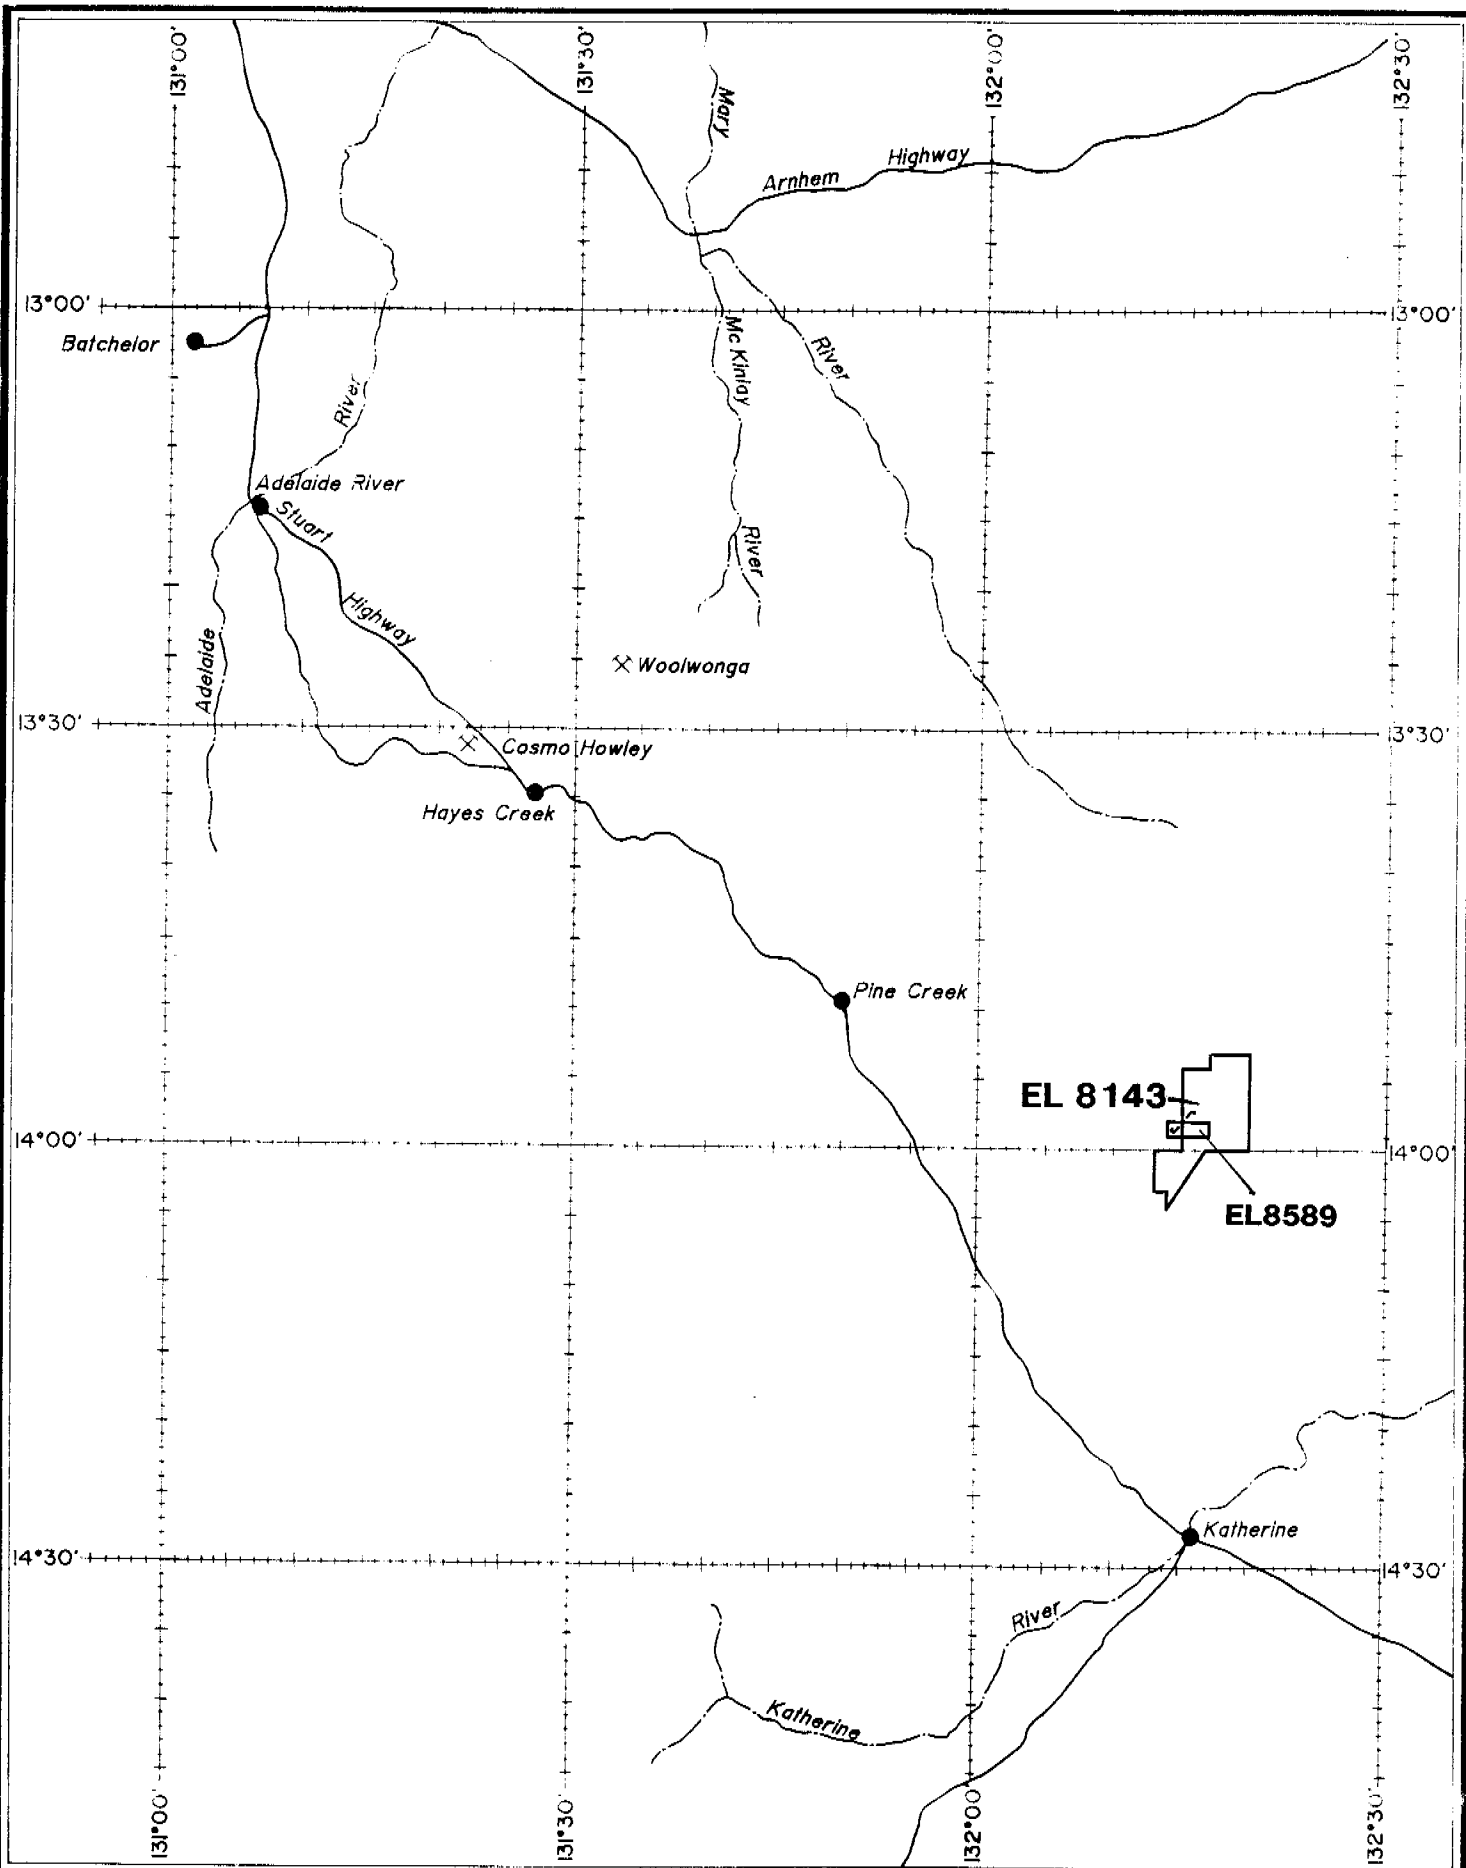 131°00'
131°30'
132°00'
132°30'
Mary
Arnhem
Highway
13°00'
13°00'
Batchelor
Mc Kinlay
River
River
Adelaide River
Stuart
River
Highway
Adelaide
Woolwonga
13°30'
13°30'
Cosmo Howley
Hayes Creek
Pine Creek
EL 8143
14°00'
14°00'
EL8589
Katherine
14°30'
14°30'
River
Katherine
131°00'
131°30'
132°00'
132°30'